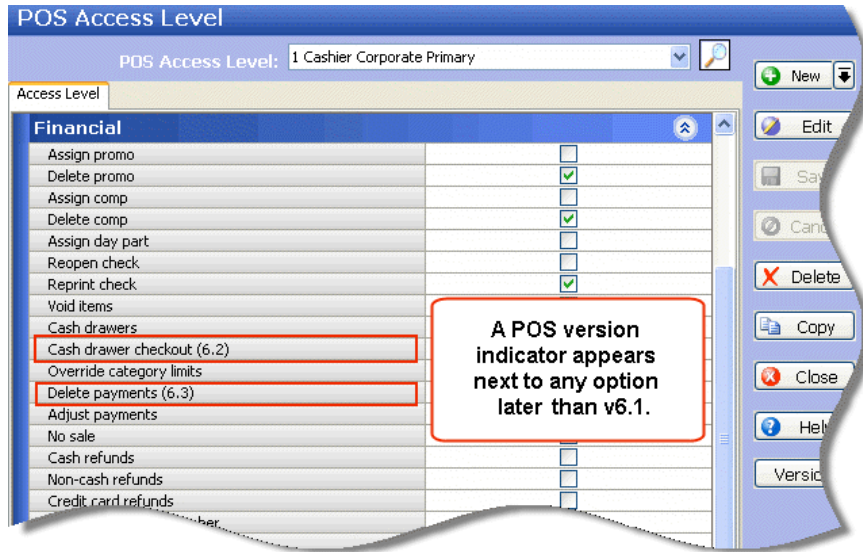 POS Access Level
POS Access Level: 1 Cashier Corporate Primary
Access Level
New
Financial
Edit
Assign promo
Delete promo
Assign comp
Delete comp
Assign day part
Reopen check
Reprint check
Void items
Cash drawers
Cash drawer checkout (6.2)
Override category limits
Delete payments (6.3)
Adjust payments
No sale
Cash refunds
Non-cash refunds
Credit card refunds
A POS version
indicator appears
next to any option
later than v6.1.
Delete
Copy
Close